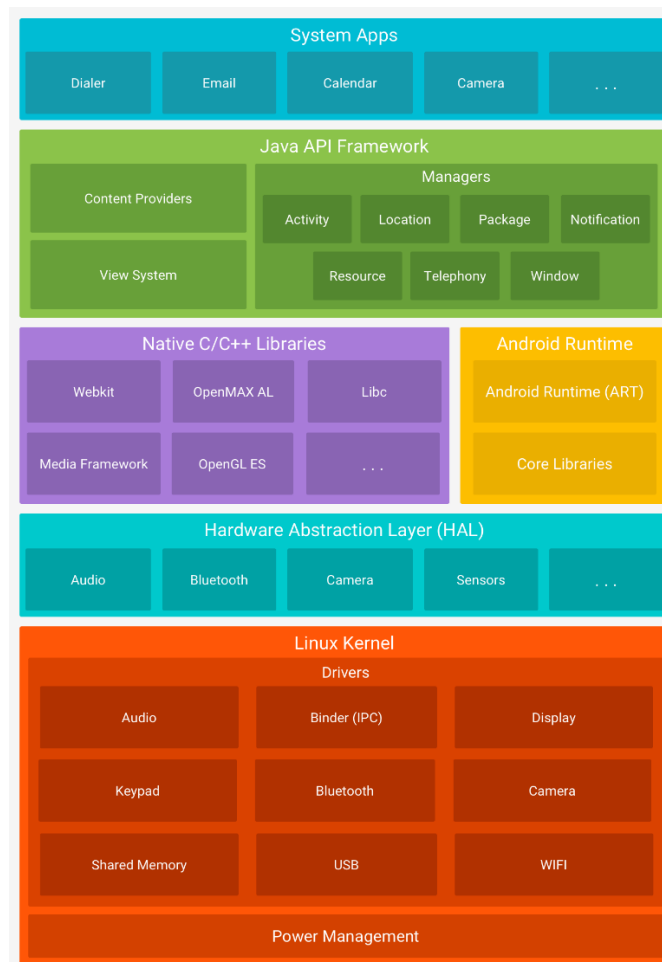 System Apps
Dialer
Email
Calendar
Camera
. . .
Java API Framework
Content Providers
View System
Managers
Activity
Location
Package
Notification
Resource
Telephony
Window
Native C/C++ Libraries
Webkit
OpenMAX AL
Libc
Media Framework
OpenGL ES
. . .
Android Runtime
Android Runtime (ART)
Core Libraries
Hardware Abstraction Layer (HAL)
Audio
Bluetooth
Camera
Sensors
. . .
Linux Kernel
Drivers
Audio
Binder (IPC)
Display
Keypad
Bluetooth
Camera
Shared Memory
USB
WIFI
Power Management